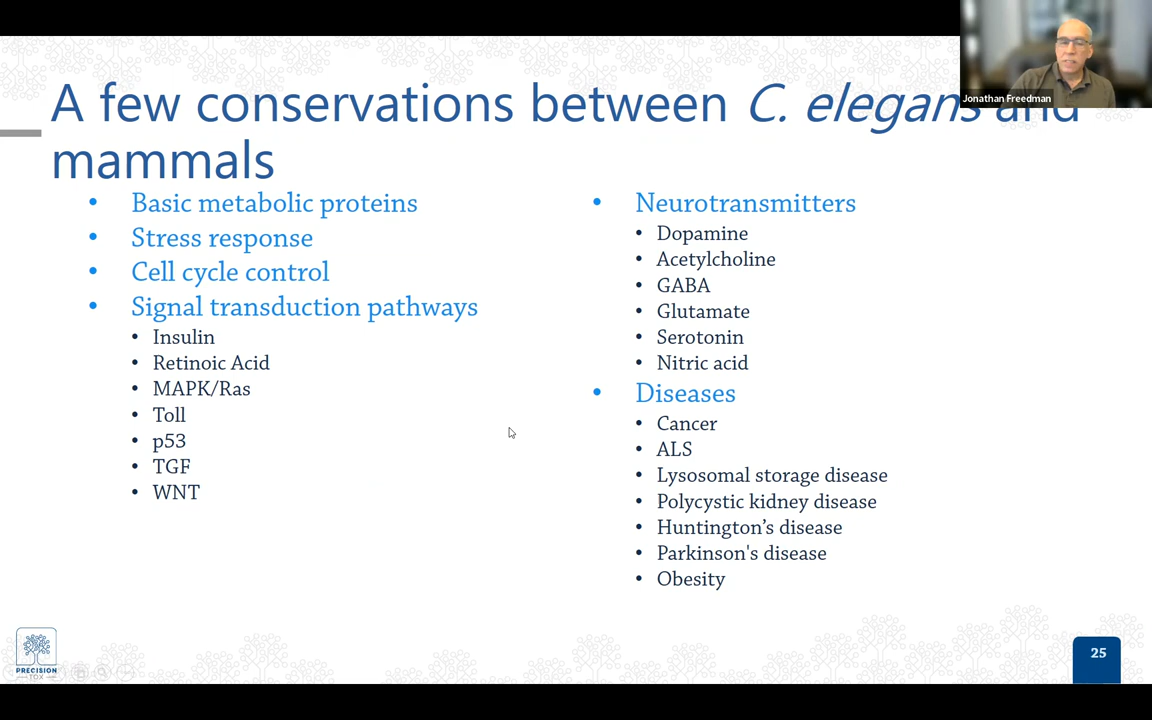 A few conservations between C. elegans and
mammals
Jonathan Freedman
• Basic metabolic proteins
• Stress response
• Cell cycle control
• Signal transduction pathways
• Insulin
• Retinoic Acid
• MAPK/Ras
• Toll
• p53
• TGF
• WNT
• Neurotransmitters
• Dopamine
• Acetylcholine
• GABA
• Glutamate
• Serotonin
• Nitric acid
• Diseases
• Cancer
• ALS
• Lysosomal storage disease
• Polycystic kidney disease
• Huntington’s disease
• Parkinson's disease
• Obesity
PRECISION
TOX
25